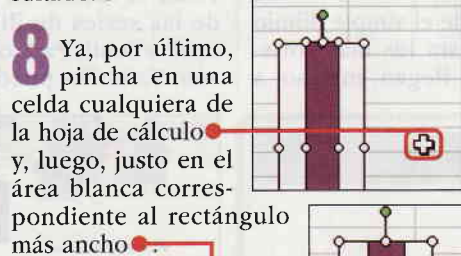 8 Ya, por último,
pincha en una
celda cualquiera de
la hoja de cálculo
y, luego, justo en el
área blanca corres-
pondiente al rectángulo
más ancho .